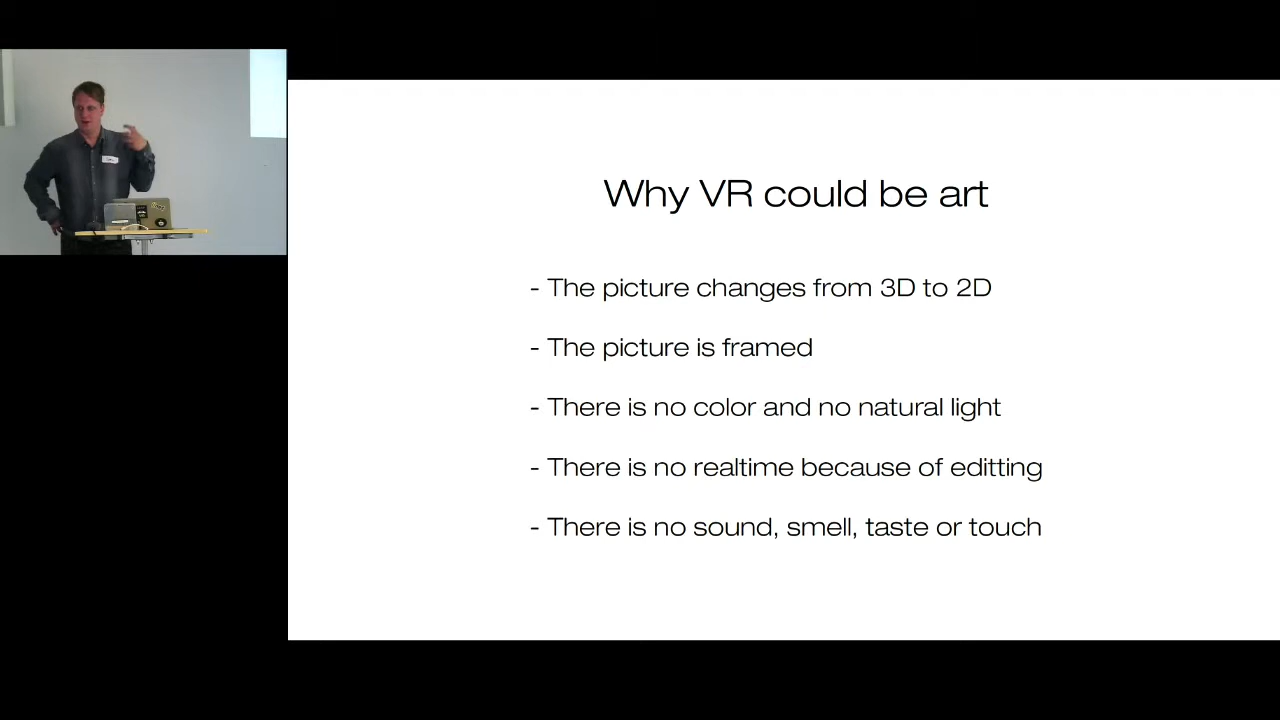 Why VR could be art
- The picture changes from 3D to 2D
- The picture is framed
- There is no color and no natural light
- There is no realtime because of editting
- There is no sound, smell, taste or touch